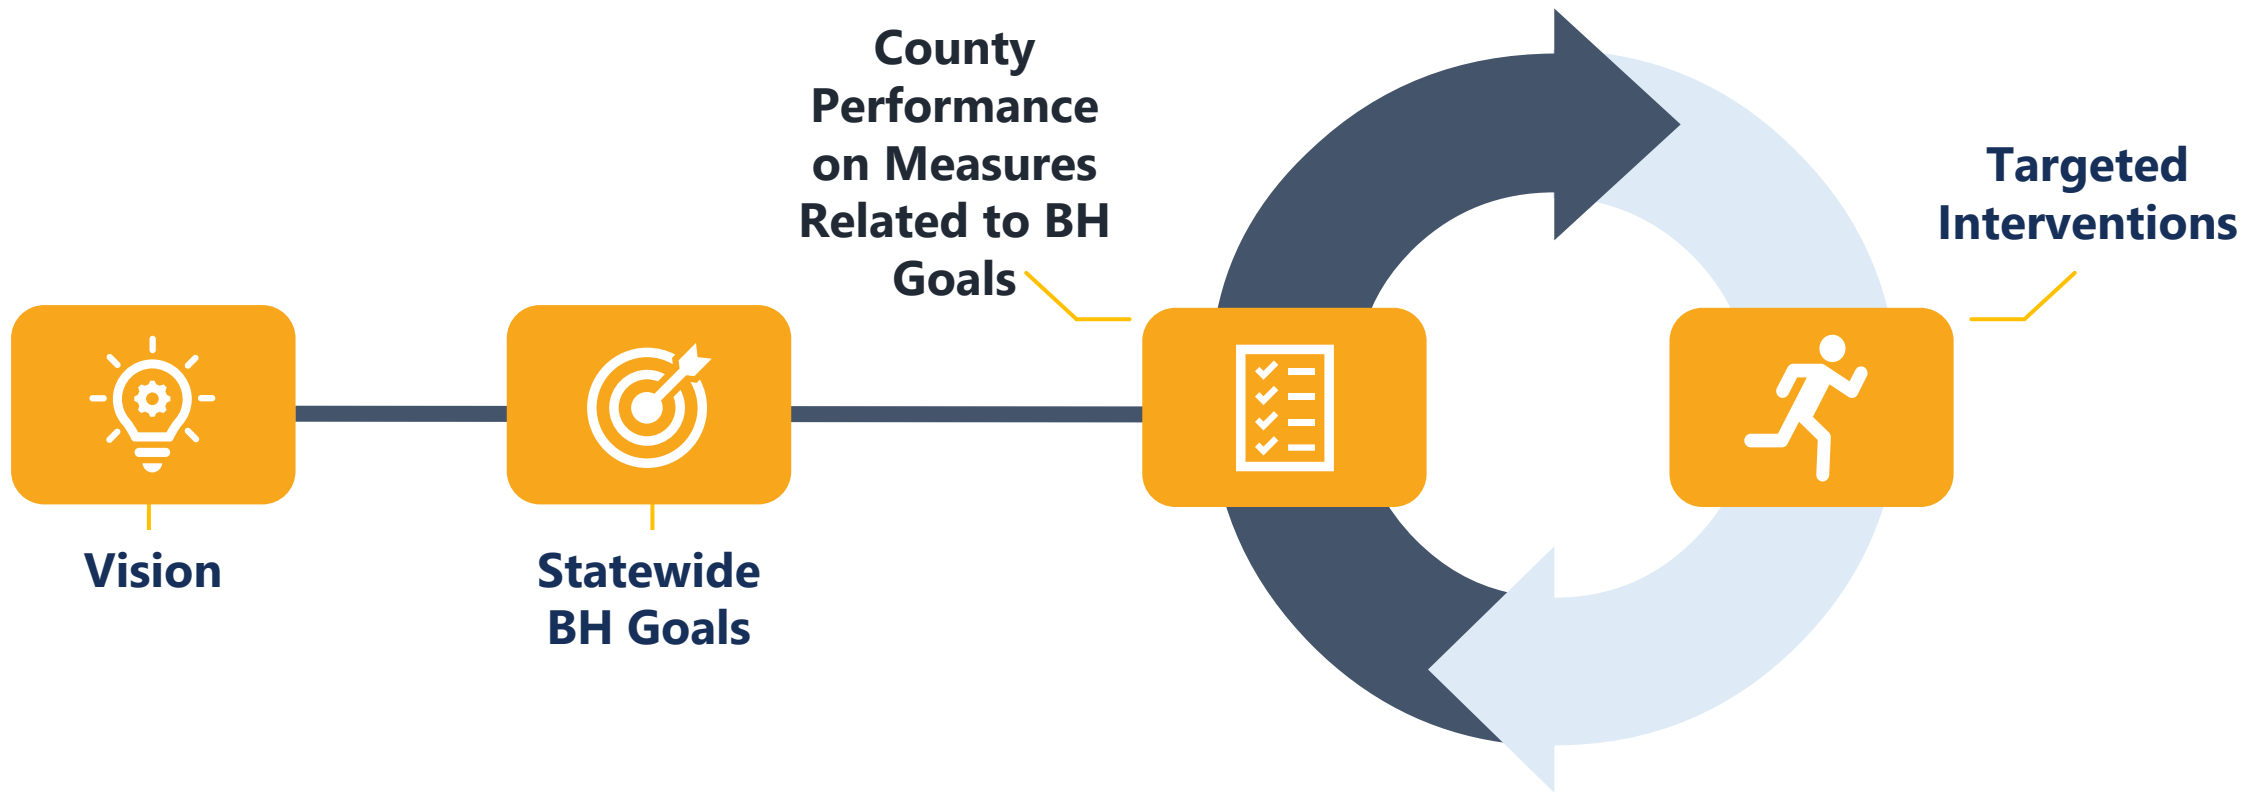 Vision
Statewide
BH Goals
County
Performance
on Measures
Related to BH
Goals
Targeted
Interventions